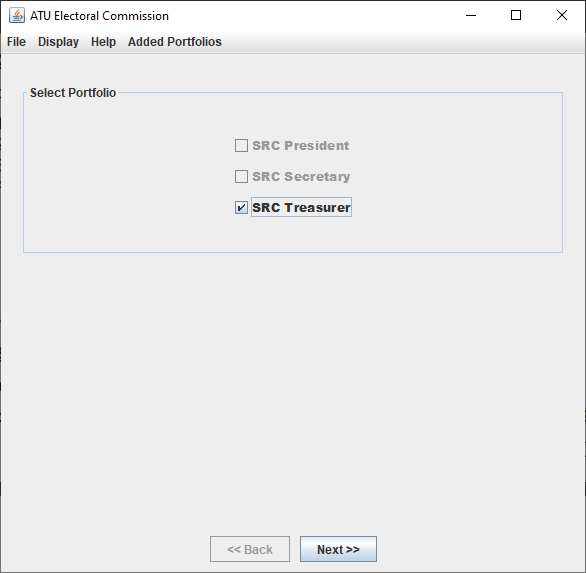 ATU Electoral Commission
File Display Help Added Portfolios
Select Portfolio
SRC President
SRC Secretary
SRC Treasurer
<< Back Next >>